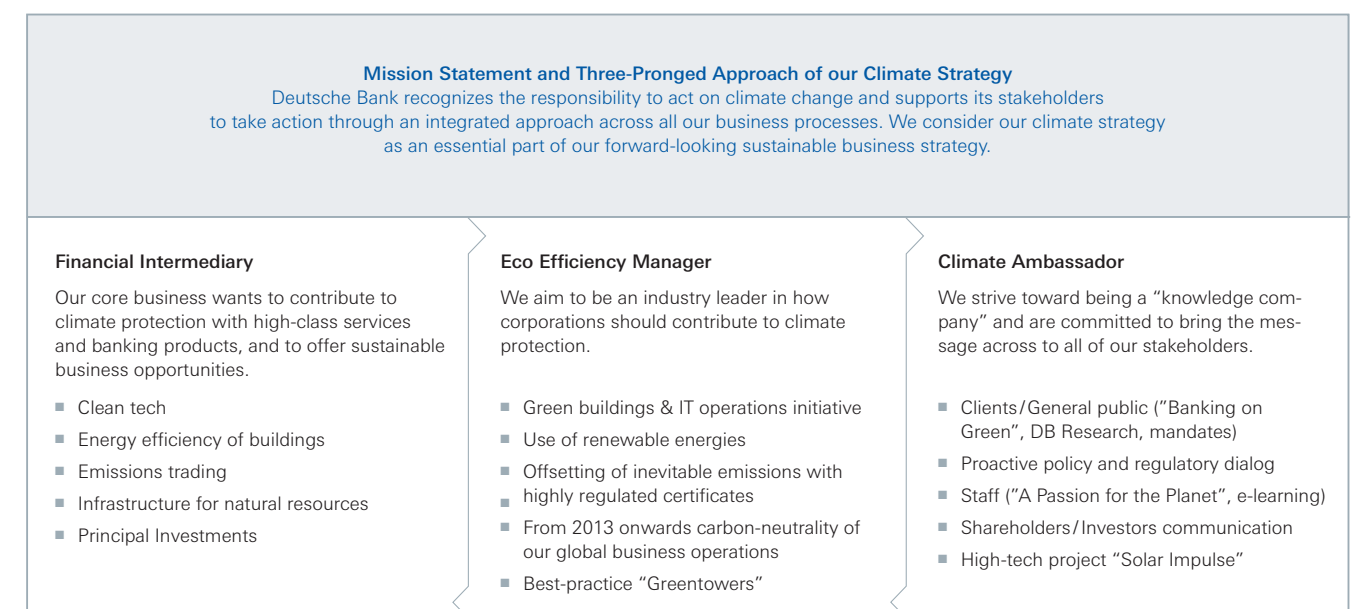 Mission Statement and Three-Pronged Approach of our Climate Strategy
Deutsche Bank recognizes the responsibility to act on climate change and supports its stakeholders
to take action through an integrated approach across all our business processes. We consider our climate strategy
as an essential part of our forward-looking sustainable business strategy.
Financial Intermediary
Our core business wants to contribute to
climate protection with high-class services
and banking products, and to offer sustainable
business opportunities.
■ Clean tech
■ Energy efficiency of buildings
■ Emissions trading
■ Infrastructure for natural resources
■ Principal Investments
Eco Efficiency Manager
We aim to be an industry leader in how
corporations should contribute to climate
protection.
■ Green buildings & IT operations initiative
■ Use of renewable energies
■ Offsetting of inevitable emissions with
■ highly regulated certificates
■ From 2013 onwards carbon-neutrality of
our global business operations
■ Best-practice “Greentowers”
Climate Ambassador
We strive toward being a “knowledge com-
pany” and are committed to bring the mes-
sage across to all of our stakeholders.
■ Clients/General public (”Banking on
Green”, DB Research, mandates)
■ Proactive policy and regulatory dialog
■ Staff (”A Passion for the Planet”, e-learning)
■ Shareholders/Investors communication
■ High-tech project “Solar Impulse”